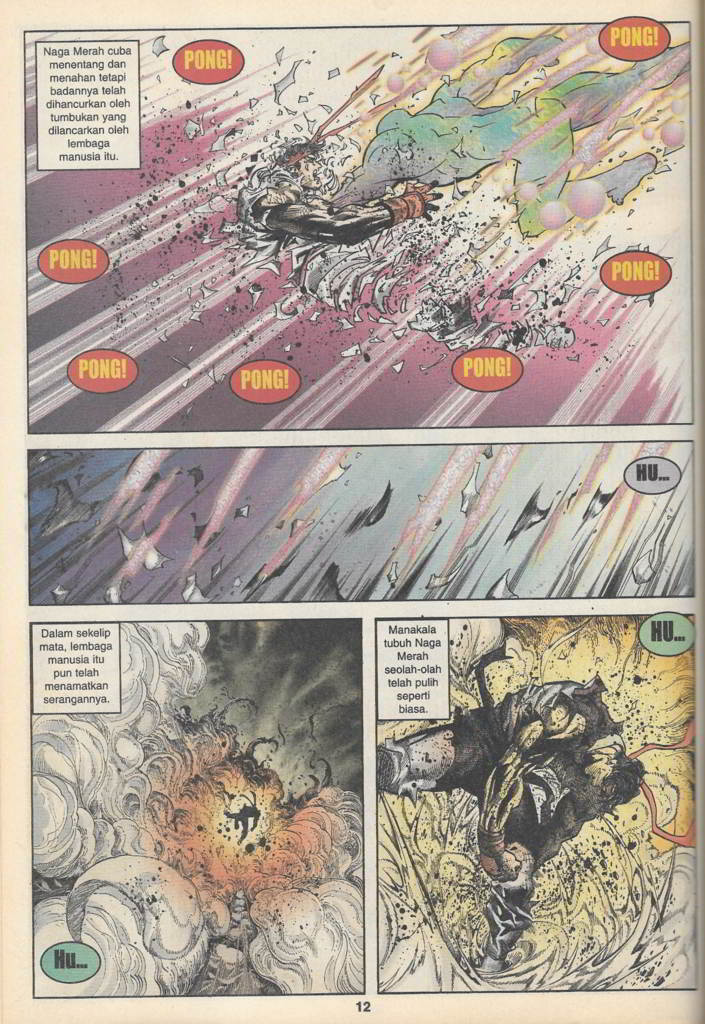 Naga Merah cuba
menentang dan
menahan tetapi
badannya telah
dihancurkan oleh
tumbukan yang
dilancarkan oleh
lembaga
manusia itu.
PONG!
PONG!
PONG!
PONG!
PONG!
PONG!
PONG!
HU...
Dalam sekelip
mata, lembaga
manusia itu
pun telah
menamatkan
serangannya.
Hu...
Manakala
tubuh Naga
Merah
seolah-olah
telah pulih
seperti
biasa.
HU...
12